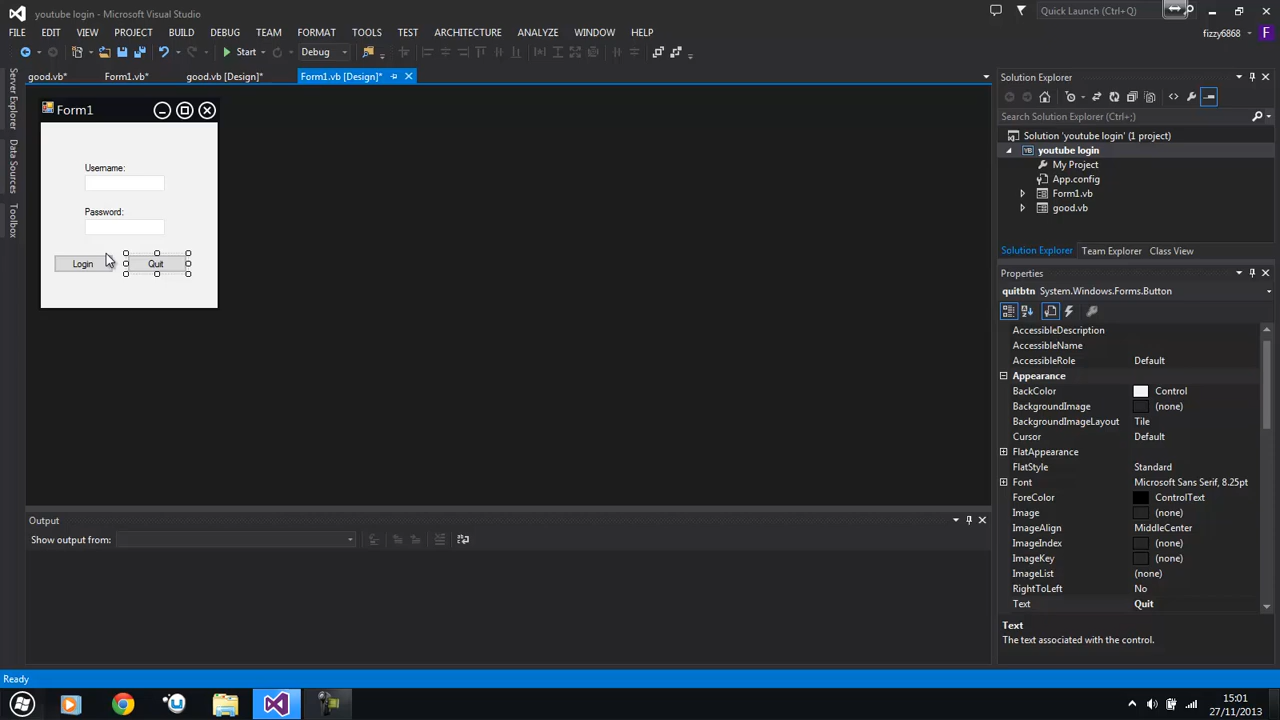 youtube login - Microsoft Visual Studio
Quick Launch (Ctrl+Q)
FILE EDIT VIEW PROJECT BUILD DEBUG TEAM FORMAT TOOLS TEST ARCHITECTURE ANALYZE WINDOW HELP
fizzy6868 F
Start Debug
good.vb* Form1.vb* good.vb [Design]* Form1.vb [Design]*
Server Explorer
Data Sources
Toolbox
Form1
Username:
Password:
Login Quit
Solution Explorer
Search Solution Explorer (Ctrl+;)
Solution 'youtube login' (1 project)
VB youtube login
My Project
App.config
Form1.vb
good.vb
Solution Explorer Team Explorer Class View
Properties
quitbtn System.Windows.Forms.Button
AccessibleDescription
AccessibleName
AccessibleRole Default
Appearance
BackColor Control
BackgroundImage (none)
BackgroundImageLayout Tile
Cursor Default
FlatAppearance
FlatStyle Standard
Font Microsoft Sans Serif, 8.25pt
ForeColor ControlText
Image (none)
ImageAlign MiddleCenter
ImageIndex (none)
ImageKey (none)
ImageList (none)
RightToLeft No
Text Quit
Text
The text associated with the control.
Output
Show output from:
Ready
15:01
27/11/2013